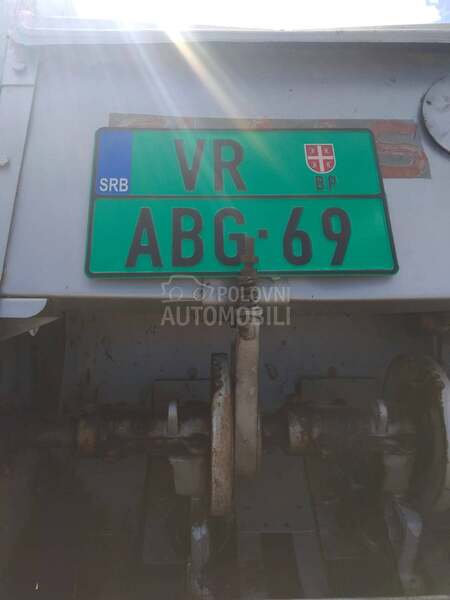 VR
SRB
BP
ABG·69
POLOVNI
AUTOMOBILI